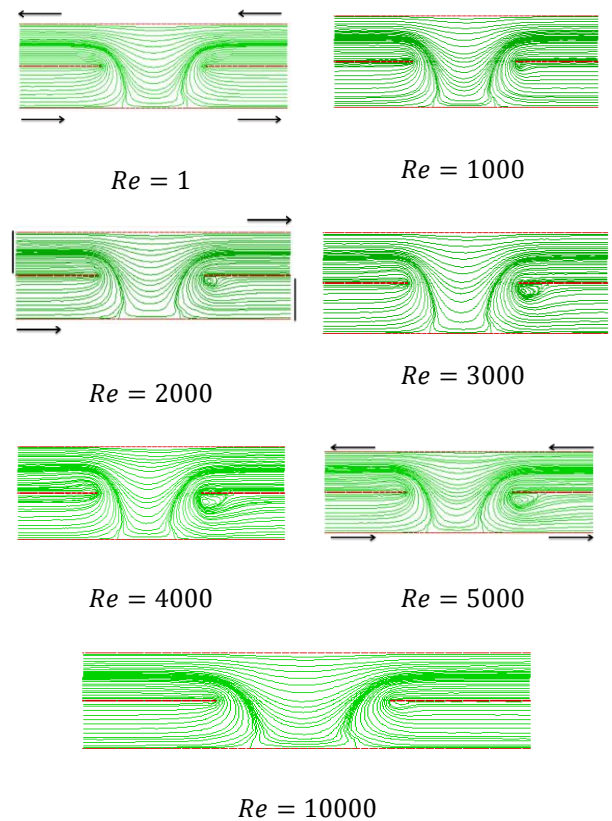 Re = 1
Re = 1000
Re = 2000
Re = 3000
Re = 4000
Re = 5000
Re = 10000